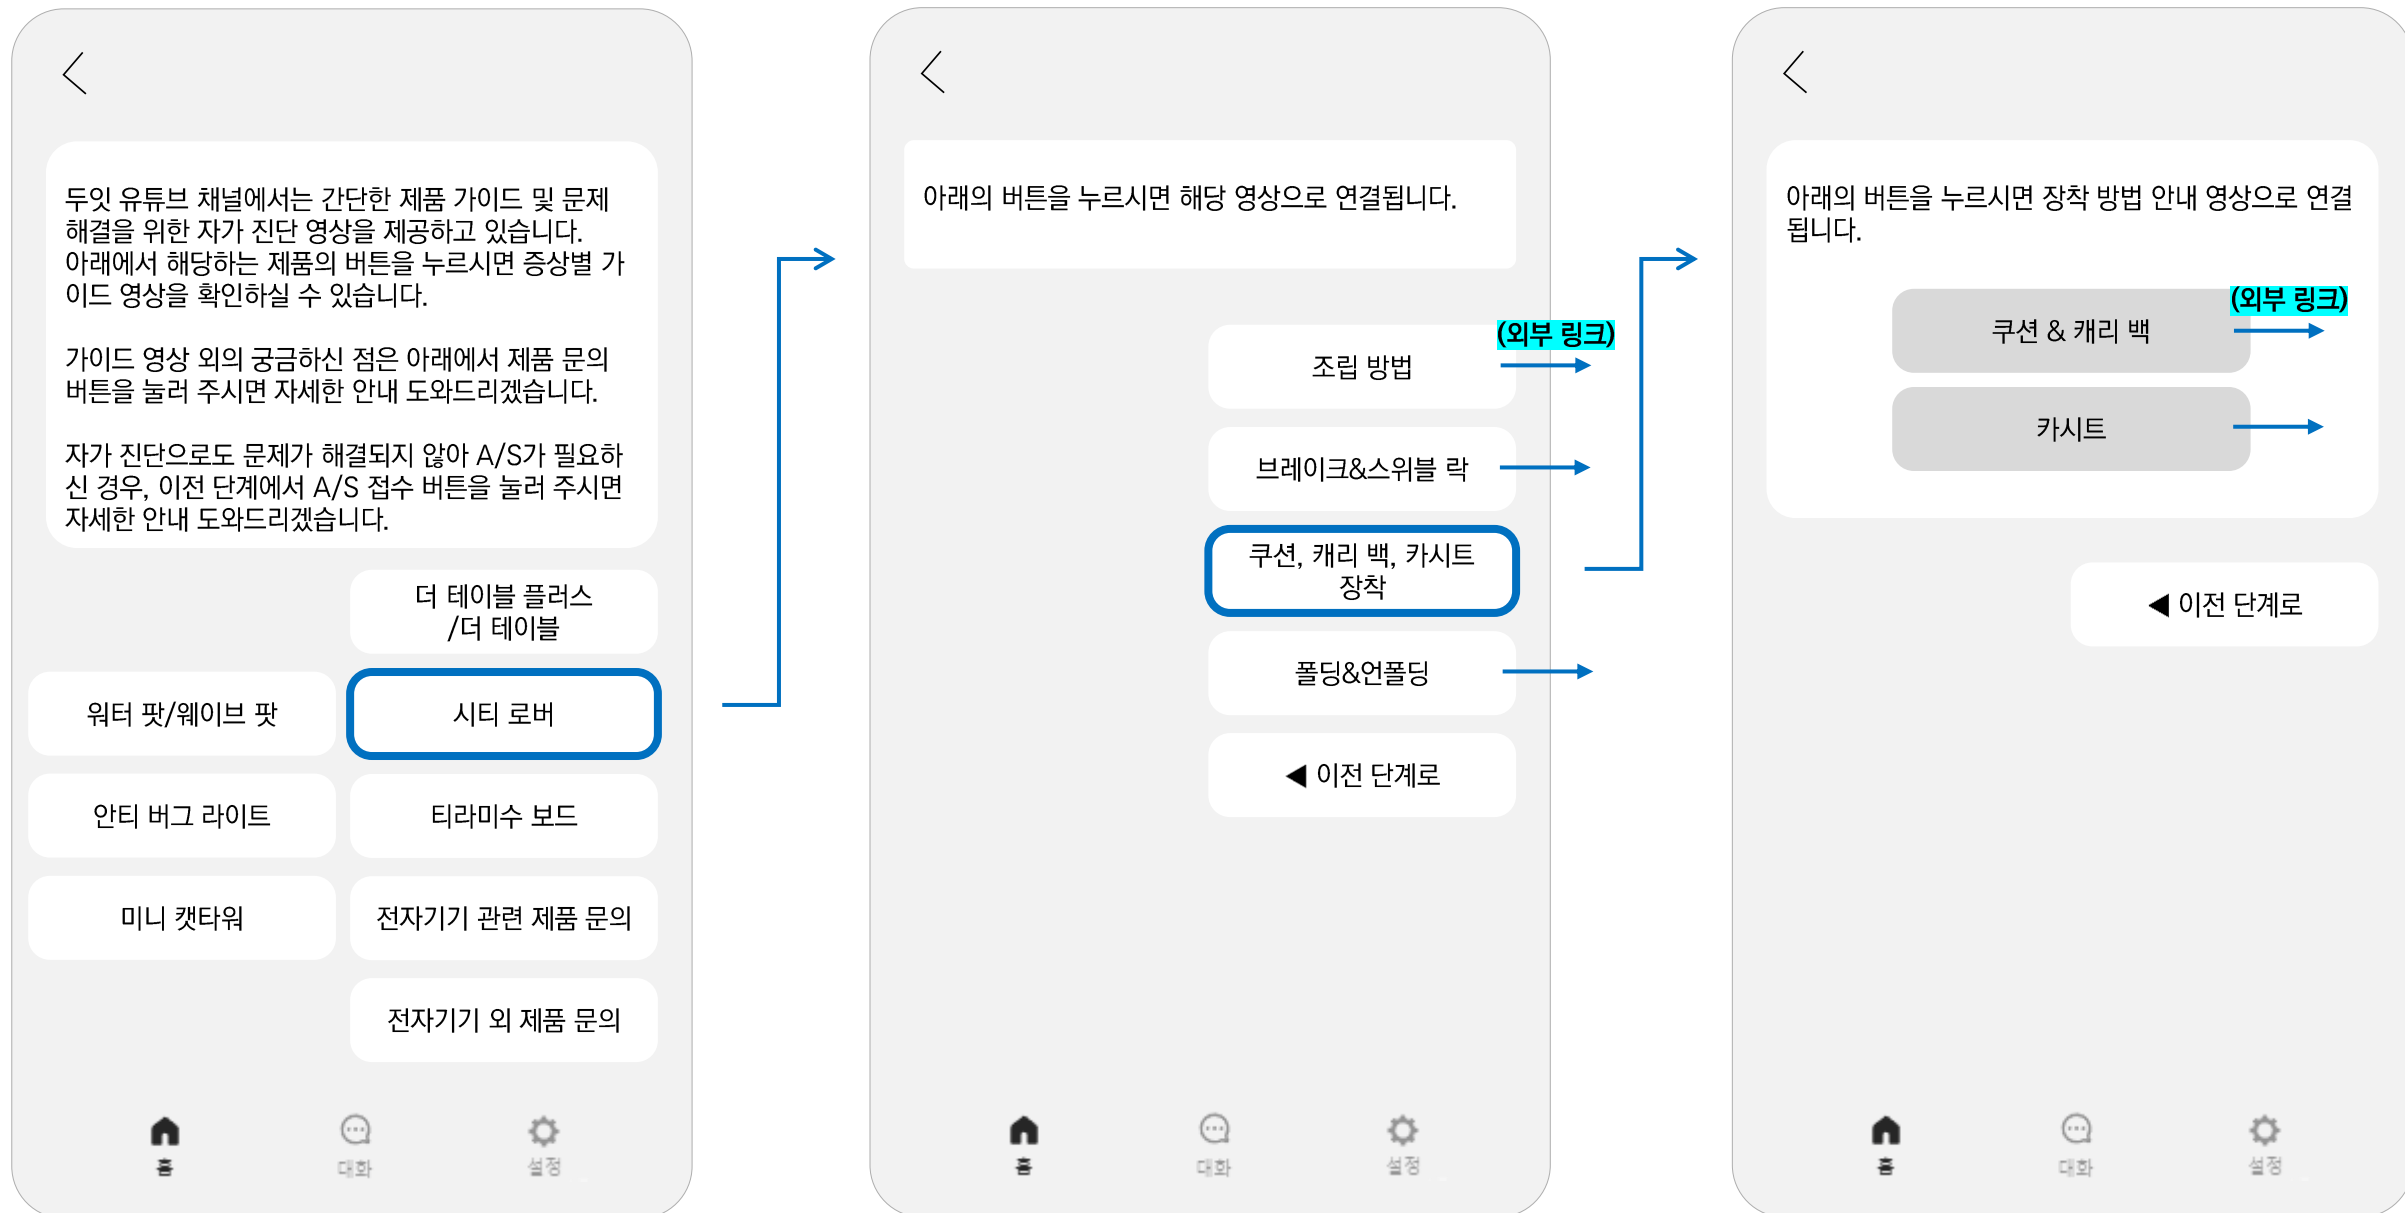 두잇 유튜브 채널에서는 간단한 제품 가이드 및 문제
해결을 위한 자가 진단 영상을 제공하고 있습니다.
아래에서 해당하는 제품의 버튼을 누르시면 증상별 가
이드 영상을 확인하실 수 있습니다.
가이드 영상 외의 궁금하신 점은 아래에서 제품 문의
버튼을 눌러 주시면 자세한 안내 도와드리겠습니다.
자가 진단으로도 문제가 해결되지 않아 A/S가 필요하
신 경우, 이전 단계에서 A/S 접수 버튼을 눌러 주시면
자세한 안내 도와드리겠습니다.
더 테이블 플러스
/더 테이블
워터 팟/웨이브 팟
시티 로버
안티 버그 라이트
티라미수 보드
미니 캣타워
전자기기 관련 제품 문의
전자기기 외 제품 문의
홈
대화
설정
아래의 버튼을 누르시면 해당 영상으로 연결됩니다.
(외부 링크)
조립 방법
브레이크&스위블 락
쿠션, 캐리 백, 카시트
장착
폴딩&언폴딩
◀ 이전 단계로
홈
대화
설정
아래의 버튼을 누르시면 장착 방법 안내 영상으로 연결
됩니다.
(외부 링크)
쿠션 & 캐리 백
카시트
◀ 이전 단계로
홈
대화
설정